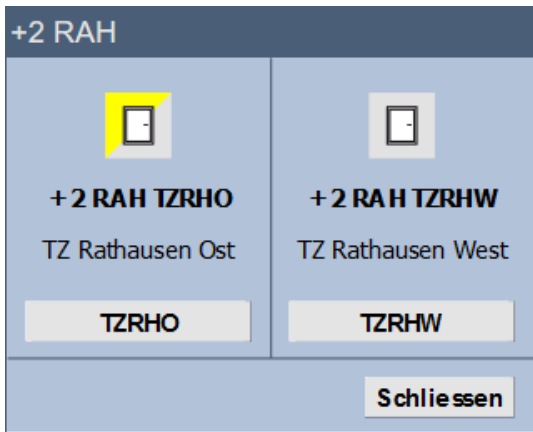 +2 RAH
+2 RAH TZRHO
TZ Rathausen Ost
TZRHO
+2 RAH TZRHW
TZ Rathausen West
TZRHW
Schliessen